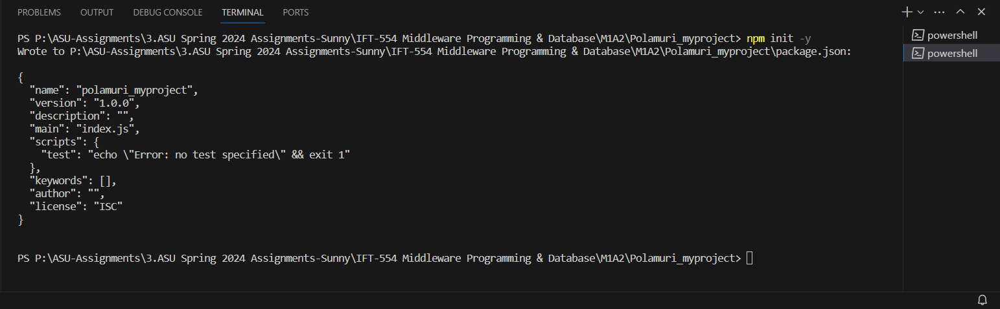 PROBLEMS OUTPUT DEBUG CONSOLE TERMINAL PORTS
PS P:\ASU-Assignments\3.ASU Spring 2024 Assignments-Sunny\IFT-554 Middleware Programming & Database\M1A2\Polamuri_myproject> npm init -y
Wrote to P:\ASU-Assignments\3.ASU Spring 2024 Assignments-Sunny\IFT-554 Middleware Programming & Database\M1A2\Polamuri_myproject\package.json:
{
  "name": "polamuri_myproject",
  "version": "1.0.0",
  "description": "",
  "main": "index.js",
  "scripts": {
    "test": "echo \"Error: no test specified\" && exit 1"
  },
  "keywords": [],
  "author": "",
  "license": "ISC"
}
PS P:\ASU-Assignments\3.ASU Spring 2024 Assignments-Sunny\IFT-554 Middleware Programming & Database\M1A2\Polamuri_myproject>
powershell
powershell